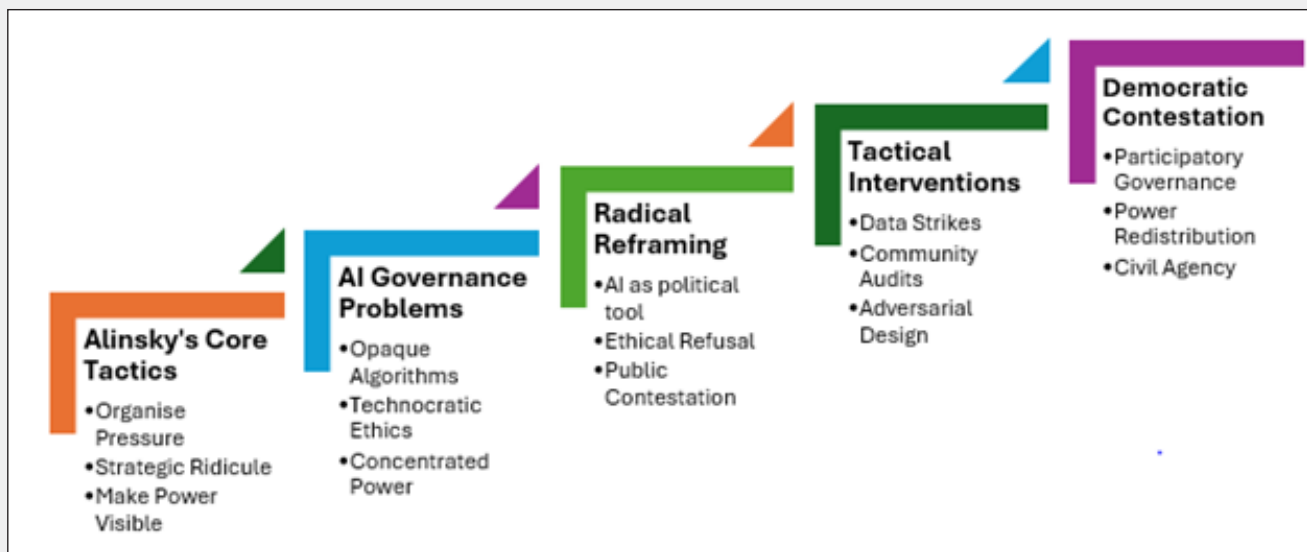 Alinsky's Core
Tactics
•Organise
Pressure
•Strategic Ridicule
•Make Power
Visible
AI Governance
Problems
•Opaque
Algorithms
•Technocratic
Ethics
•Concentrated
Power
Radical
Reframing
•AI as political
tool
•Ethical Refusal
•Public
Contestation
Tactical
Interventions
•Data Strikes
•Community
Audits
•Adversarial
Design
Democratic
Contestation
•Participatory
Governance
•Power
Redistribution
•Civil Agency